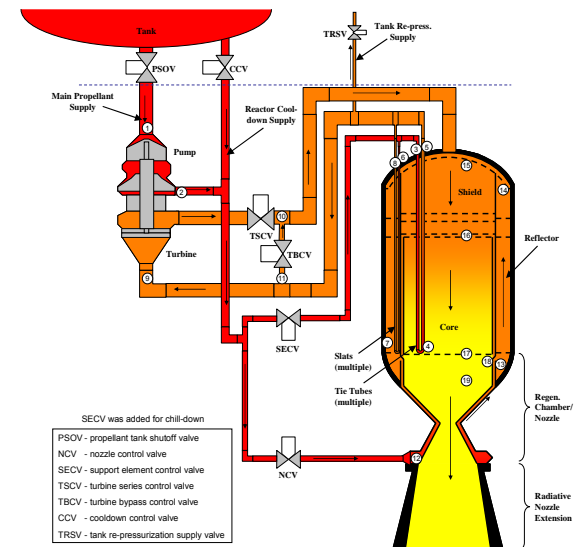 Tank
PSOV
CCV
TRSV
Tank Re-press.
Supply
Main Propellant
Supply
Reactor Cool-
down Supply
1
Pump
2
3
5
6
8
15
Shield
14
10
TSCV
TBCV
16
Reflector
Turbine
9
11
Core
SECV
7
4
Slats
(multiple)
Tie Tubes
(multiple)
17
18
13
19
Regen.
Chamber/
Nozzle
12
NCV
Radiative
Nozzle
Extension
SECV was added for chill-down
PSOV - propellant tank shutoff valve
NCV - nozzle control valve
SECV - support element control valve
TSCV - turbine series control valve
TBCV - turbine bypass control valve
CCV - cooldown control valve
TRSV - tank re-pressurization supply valve